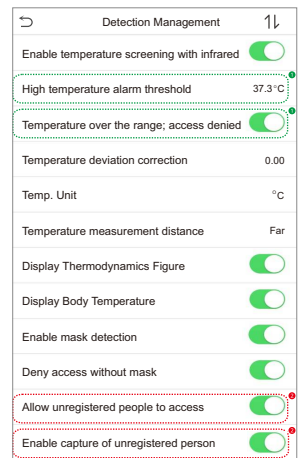 Detection Management
Enable temperature screening with infrared
High temperature alarm threshold 37.3°C
Temperature over the range; access denied
Temperature deviation correction 0.00
Temp. Unit °C
Temperature measurement distance Far
Display Thermodynamics Figure
Display Body Temperature
Enable mask detection
Deny access without mask
Allow unregistered people to access
Enable capture of unregistered person